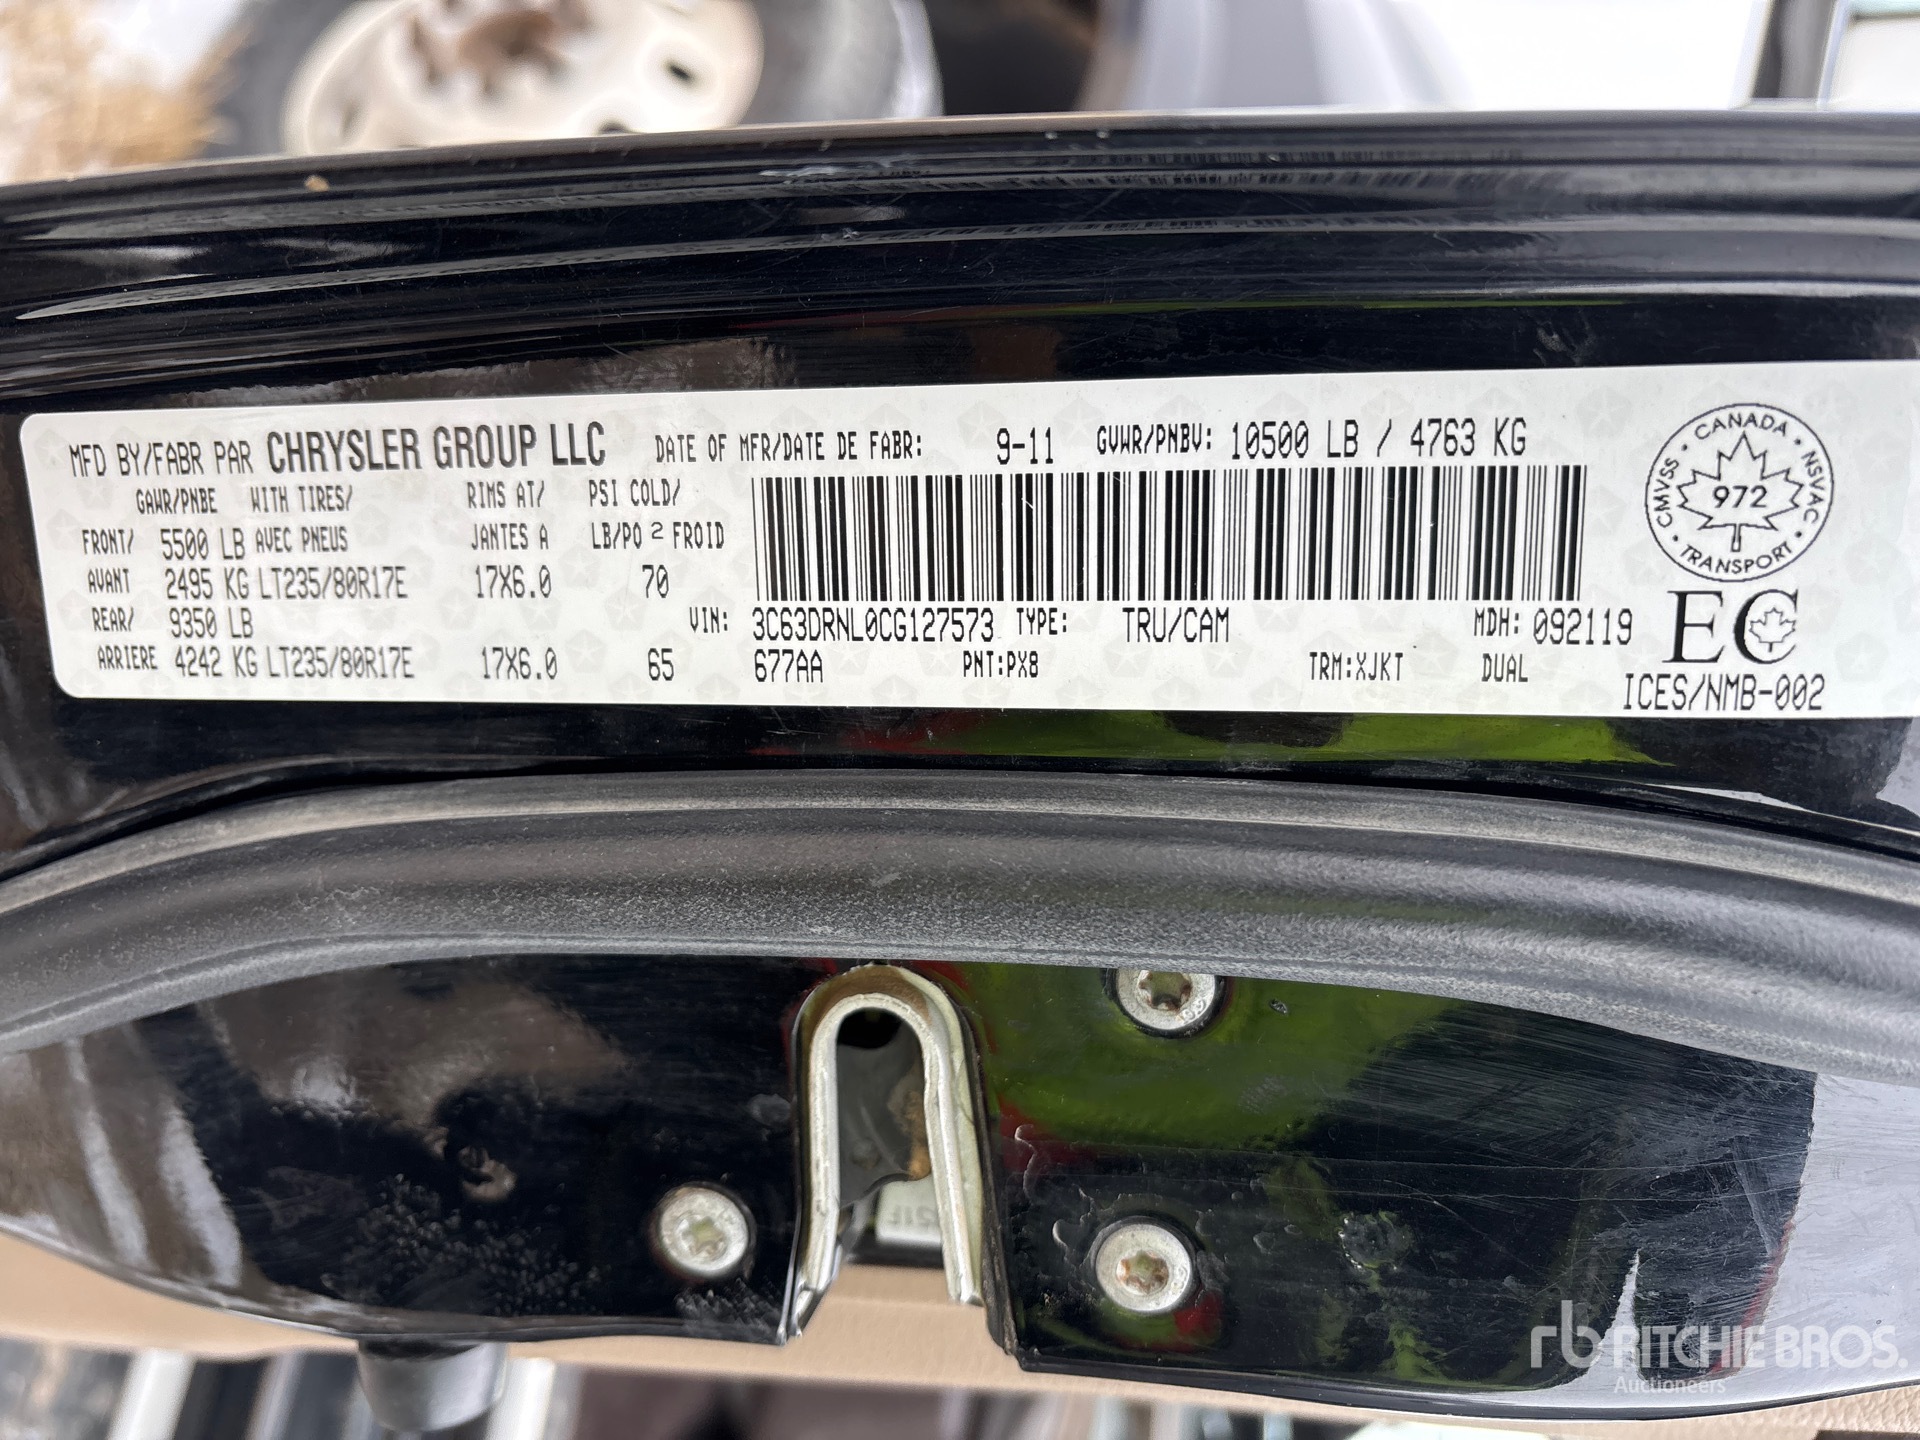 MFD BY/FABR PAR CHRYSLER GROUP LLC DATE OF MFR/DATE DE FABR: 9-11 GVWR/PNBV: 10500 LB / 4763 KG
GAWR/PNBE WITH TIRES/ RIMS AT/ PSI COLD/
FRONT/ 5500 LB AVEC PNEUS JANTES A LB/PO 2 FROID
AVANT 2495 KG LT235/80R17E 17X6.0 70
REAR/ 9350 LB VIN: 3C63DRNL0CG127573 TYPE: TRU/CAM MDH: 092119
ARRIERE 4242 KG LT235/80R17E 17X6.0 65 677AA PNT:PX8 TRM:XJKT DUAL
CANADA
CMVSS 972 NSVAC
TRANSPORT
EC
ICES/NMB-002
rb RITCHIE BROS.
Auctioneers